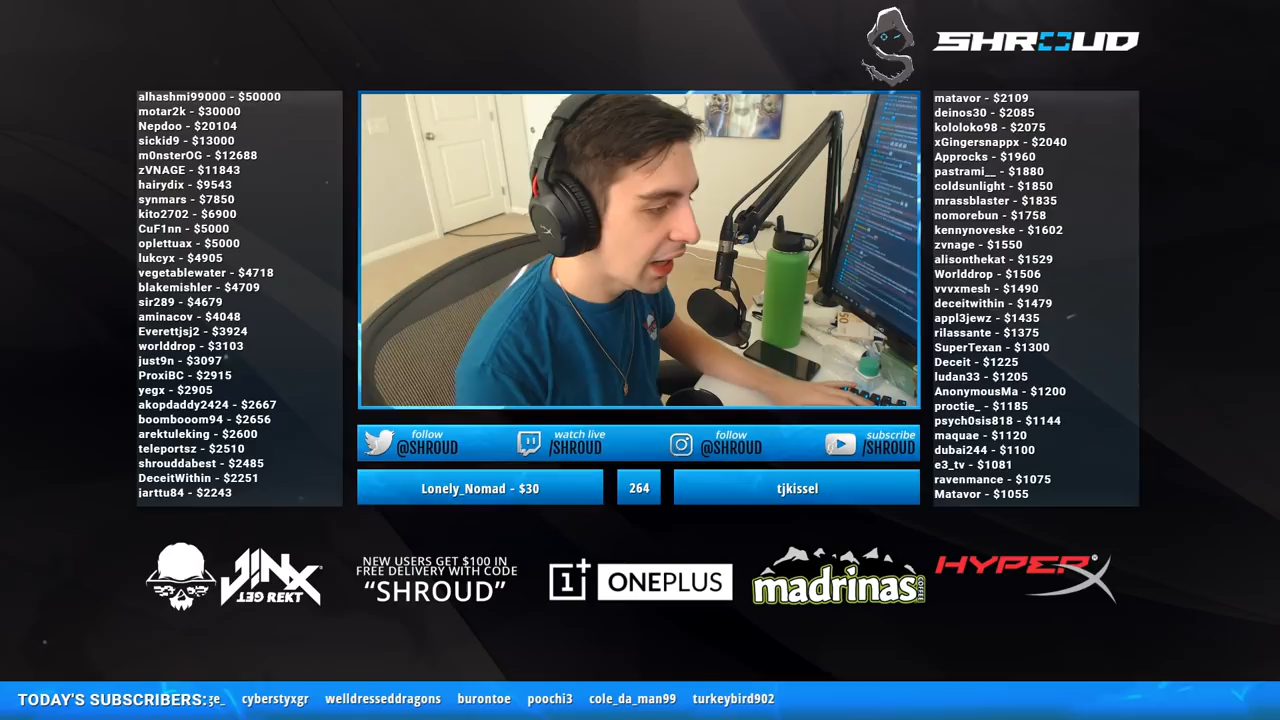 SHROUD
alhashmi99000 - $50000
motar2k - $30000
Nepdoo - $20104
sickid9 - $13000
m0nsterOG - $12688
zVNAGE - $11843
hairydix - $9543
synmars - $7850
kito2702 - $6900
CuF1nn - $5000
oplettuax - $5000
lukcyx - $4905
vegetablewater - $4718
blakemishler - $4709
sir289 - $4679
aminacov - $4048
Everettjsj2 - $3924
worlddrop - $3103
just9n - $3097
ProxiBC - $2915
yegx - $2905
akopdaddy2424 - $2667
boombooom94 - $2656
arektuleking - $2600
teleportsz - $2510
shrouddabest - $2485
DeceitWithin - $2251
jarttu84 - $2243
matavor - $2109
deinos30 - $2085
kololoko98 - $2075
xGingersnappx - $2040
Approcks - $1960
pastrami__ - $1880
coldsunlight - $1850
mrassblaster - $1835
nomorebun - $1758
kennynoveske - $1602
zvnage - $1550
alisonthekat - $1529
Worlddrop - $1506
vvvxmesh - $1490
deceitwithin - $1479
appl3jewz - $1435
rilassante - $1375
SuperTexan - $1300
Deceit - $1225
ludan33 - $1205
AnonymousMa - $1200
proctie_ - $1185
psych0sis818 - $1144
maquae - $1120
dubai244 - $1100
e3_tv - $1081
ravenmance - $1075
Matavor - $1055
follow
@SHROUD
watch live
/SHROUD
follow
@SHROUD
subscribe
/SHROUD
Lonely_Nomad - $30
264
tjkissel
JINX
GET REKT
NEW USERS GET $100 IN
FREE DELIVERY WITH CODE
“SHROUD”
1+ ONEPLUS
madrinas COFFEE
HYPERX
TODAY'S SUBSCRIBERS: cyberstyxgr welldresseddragons burontoe poochi3 cole_da_man99 turkeybird902